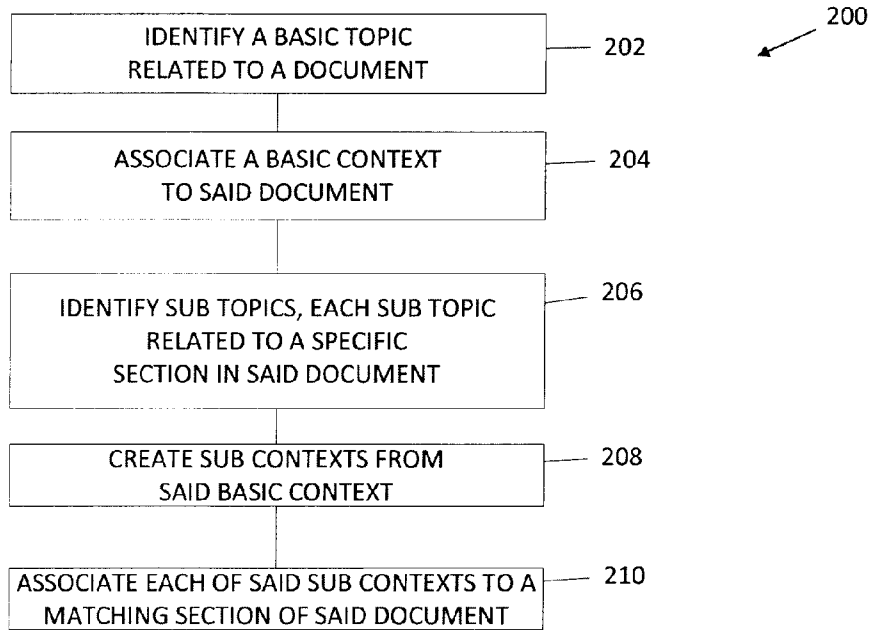 200
IDENTIFY A BASIC TOPIC
RELATED TO A DOCUMENT
202
ASSOCIATE A BASIC CONTEXT
TO SAID DOCUMENT
204
IDENTIFY SUB TOPICS, EACH SUB TOPIC
RELATED TO A SPECIFIC
SECTION IN SAID DOCUMENT
206
CREATE SUB CONTEXTS FROM
SAID BASIC CONTEXT
208
ASSOCIATE EACH OF SAID SUB CONTEXTS TO A
MATCHING SECTION OF SAID DOCUMENT
210